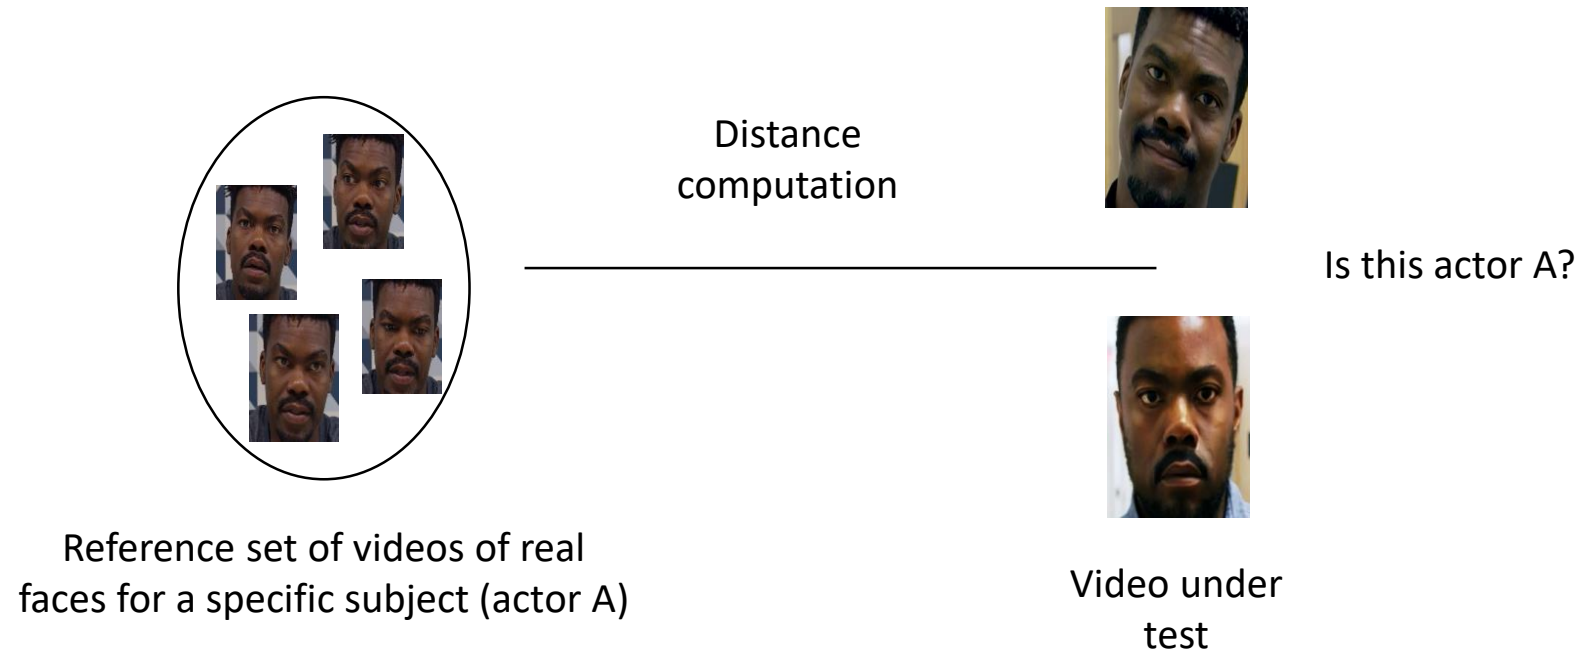 Distance
computation
Is this actor A?
Reference set of videos of real
faces for a specific subject (actor A)
Video under
test